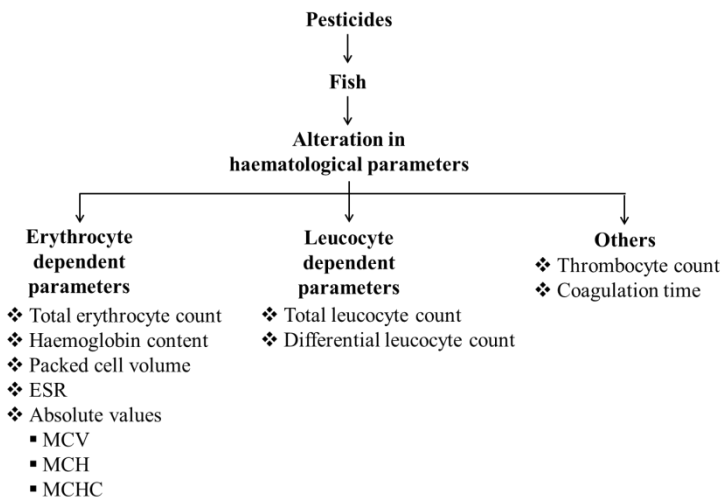 Pesticides
Fish
Alteration in
haematological parameters
Erythrocyte
dependent
parameters
❖ Total erythrocyte count
❖ Haemoglobin content
❖ Packed cell volume
❖ ESR
❖ Absolute values
▪ MCV
▪ MCH
▪ MCHC
Leucocyte
dependent
parameters
❖ Total leucocyte count
❖ Differential leucocyte count
Others
❖ Thrombocyte count
❖ Coagulation time